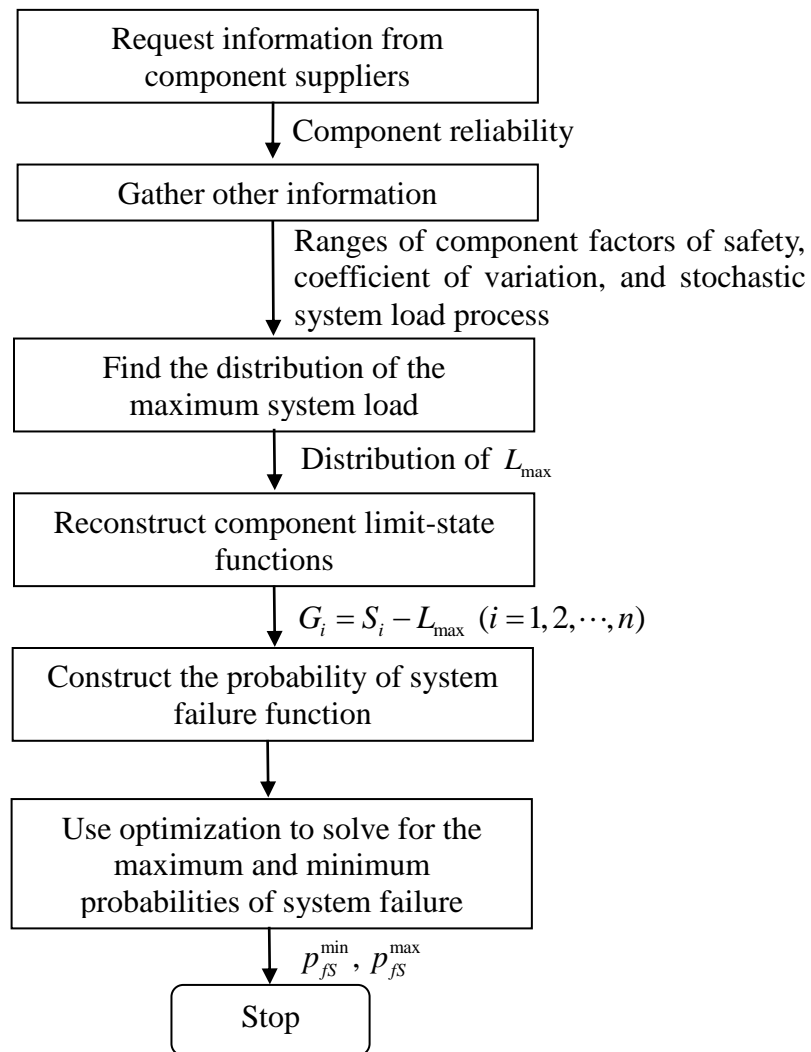 Request information from
component suppliers
Component reliability
Gather other information
Ranges of component factors of safety,
coefficient of variation, and stochastic
system load process
Find the distribution of the
maximum system load
Distribution of L_max
Reconstruct component limit-state
functions
G_i = S_i − L_max (i = 1, 2, ⋯, n)
Construct the probability of system
failure function
Use optimization to solve for the
maximum and minimum
probabilities of system failure
p_fS^min, p_fS^max
Stop